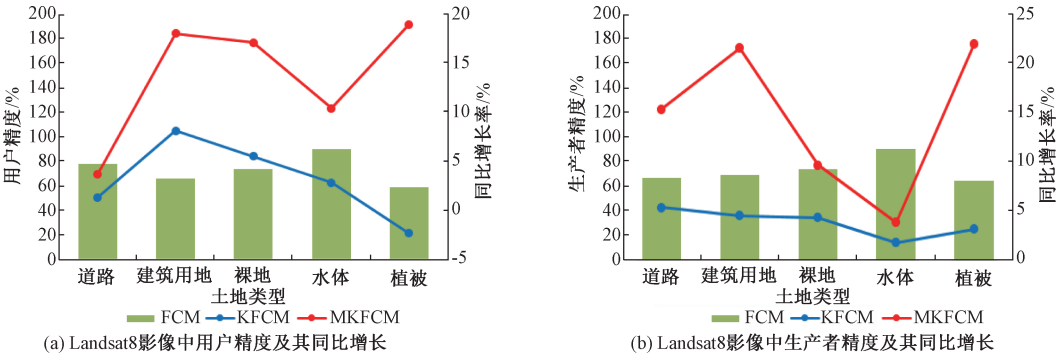 200
180
160
140
120
100
80
60
40
20
0
用户精度/%
20
15
10
5
0
-5
同比增长率/%
道路 建筑用地 裸地 水体 植被
土地类型
FCM KFCM MKFCM
(a) Landsat8影像中用户精度及其同比增长
200
180
160
140
120
100
80
60
40
20
0
生产者精度/%
25
20
15
10
5
0
同比增长率/%
道路 建筑用地 裸地 水体 植被
土地类型
FCM KFCM MKFCM
(b) Landsat8影像中生产者精度及其同比增长